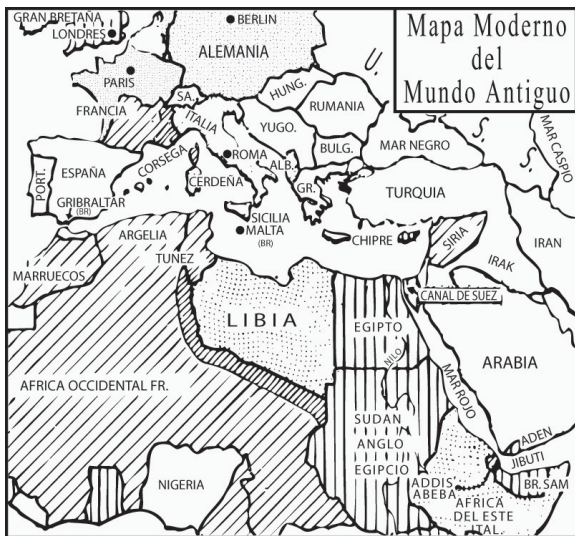 Mapa Moderno
del
Mundo Antiguo
GRAN BRETAÑA
LONDRES
BERLIN
ALEMANIA
PARIS
FRANCIA
SA.
HUNG.
RUMANIA
U.
S.
S.
ITALIA
YUGO.
BULG.
MAR NEGRO
MAR CASPIO
PORT.
ESPAÑA
CORSEGA
ROMA
ALB.
CERDEÑA
GR.
TURQUIA
GRIBRALTAR
(BR)
SICILIA
MALTA
(BR)
CHIPRE
SIRIA
IRAN
IRAK
ARGELIA
TUNEZ
MARRUECOS
CANAL DE SUEZ
LIBIA
EGIPTO
NILO
MAR ROJO
ARABIA
AFRICA OCCIDENTAL FR.
SUDAN
ANGLO
EGIPCIO
ADEN
JIBUTI
ADDIS
ABEBA
BR. SAM
NIGERIA
AFRICA
DEL ESTE
ITAL.